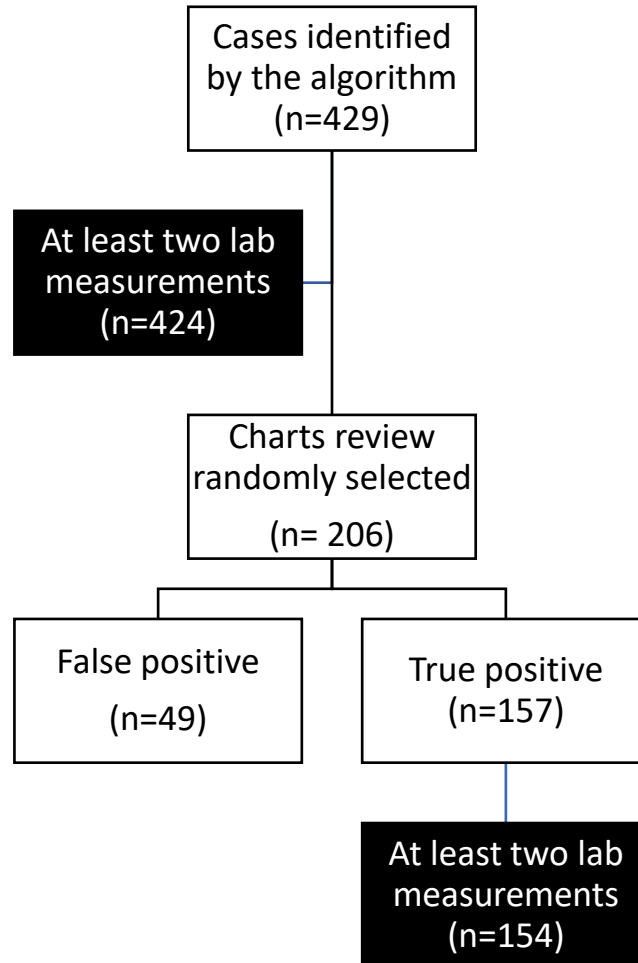 Cases identified
by the algorithm
(n=429)
At least two lab
measurements
(n=424)
Charts review
randomly selected
(n= 206)
False positive
(n=49)
True positive
(n=157)
At least two lab
measurements
(n=154)